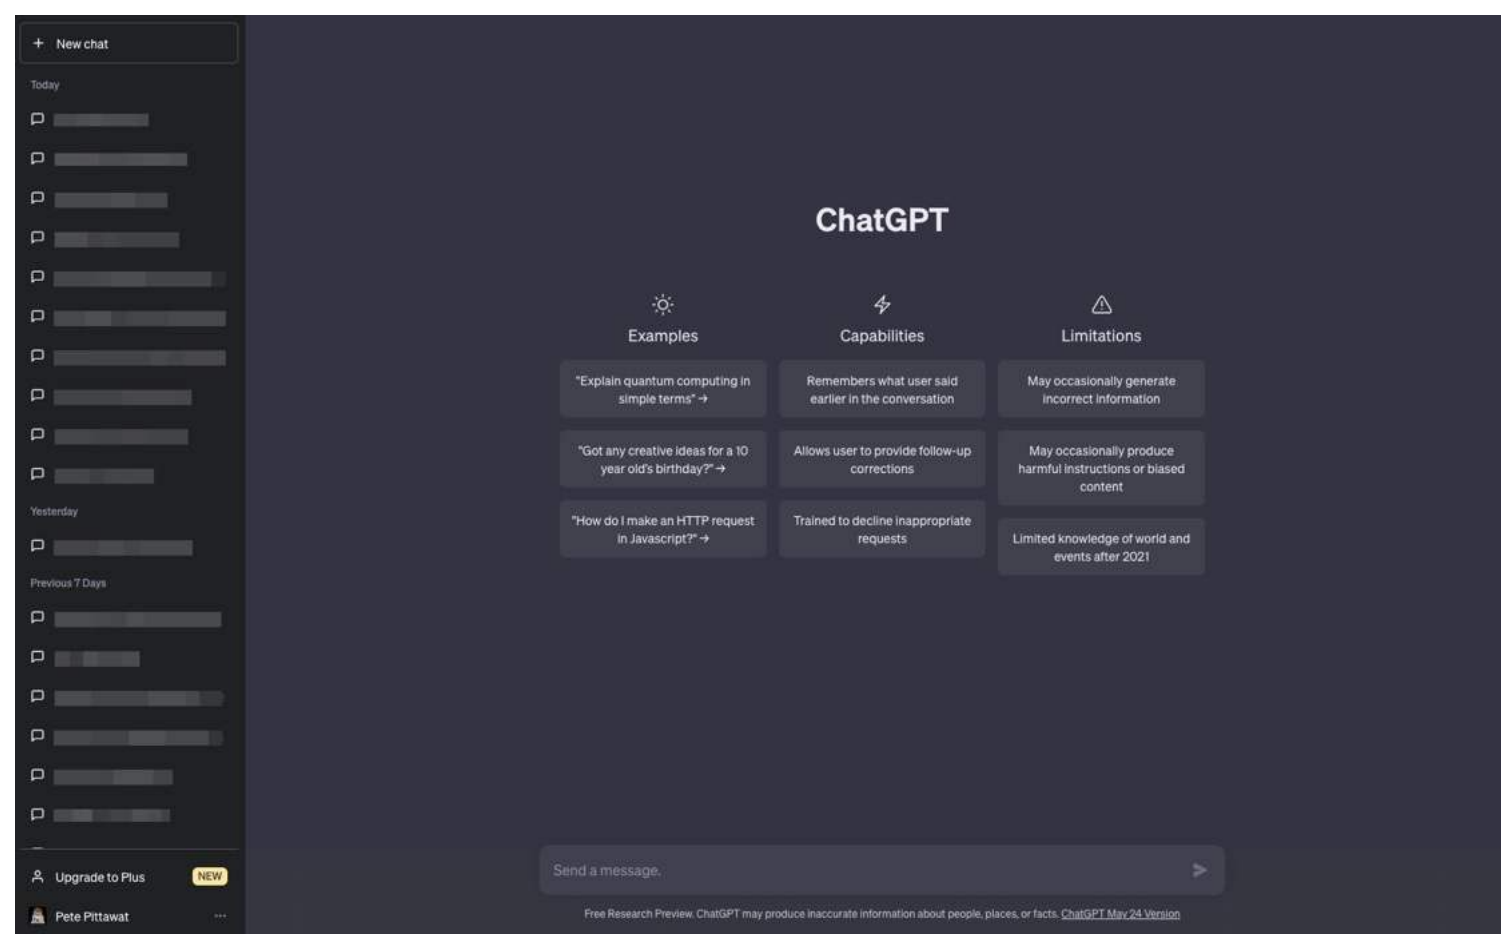 New chat
Today
Yesterday
Previous 7 Days
Upgrade to Plus
NEW
Pete Pittawat
ChatGPT
Examples
"Explain quantum computing in
simple terms" →
"Got any creative ideas for a 10
year old's birthday?" →
"How do I make an HTTP request
in Javascript?" →
Capabilities
Remembers what user said
earlier in the conversation
Allows user to provide follow-up
corrections
Trained to decline inappropriate
requests
Limitations
May occasionally generate
incorrect information
May occasionally produce
harmful instructions or biased
content
Limited knowledge of world and
events after 2021
Send a message.
Free Research Preview. ChatGPT may produce inaccurate information about people, places, or facts. ChatGPT May 24 Version